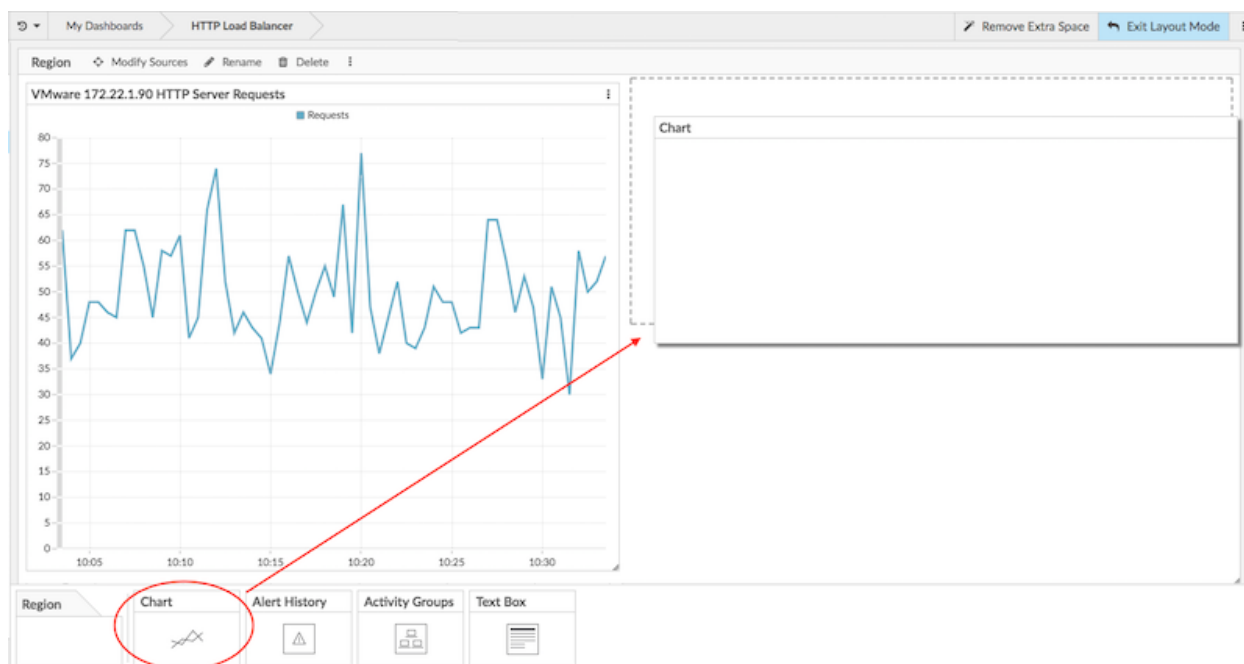 My Dashboards HTTP Load Balancer Remove Extra Space Exit Layout Mode
Region Modify Sources Rename Delete
VMware 172.22.1.90 HTTP Server Requests
Requests
Chart
80
75
70
65
60
55
50
45
40
35
30
25
20
15
10
5
0
10:05 10:10 10:15 10:20 10:25 10:30
Region Chart Alert History Activity Groups Text Box